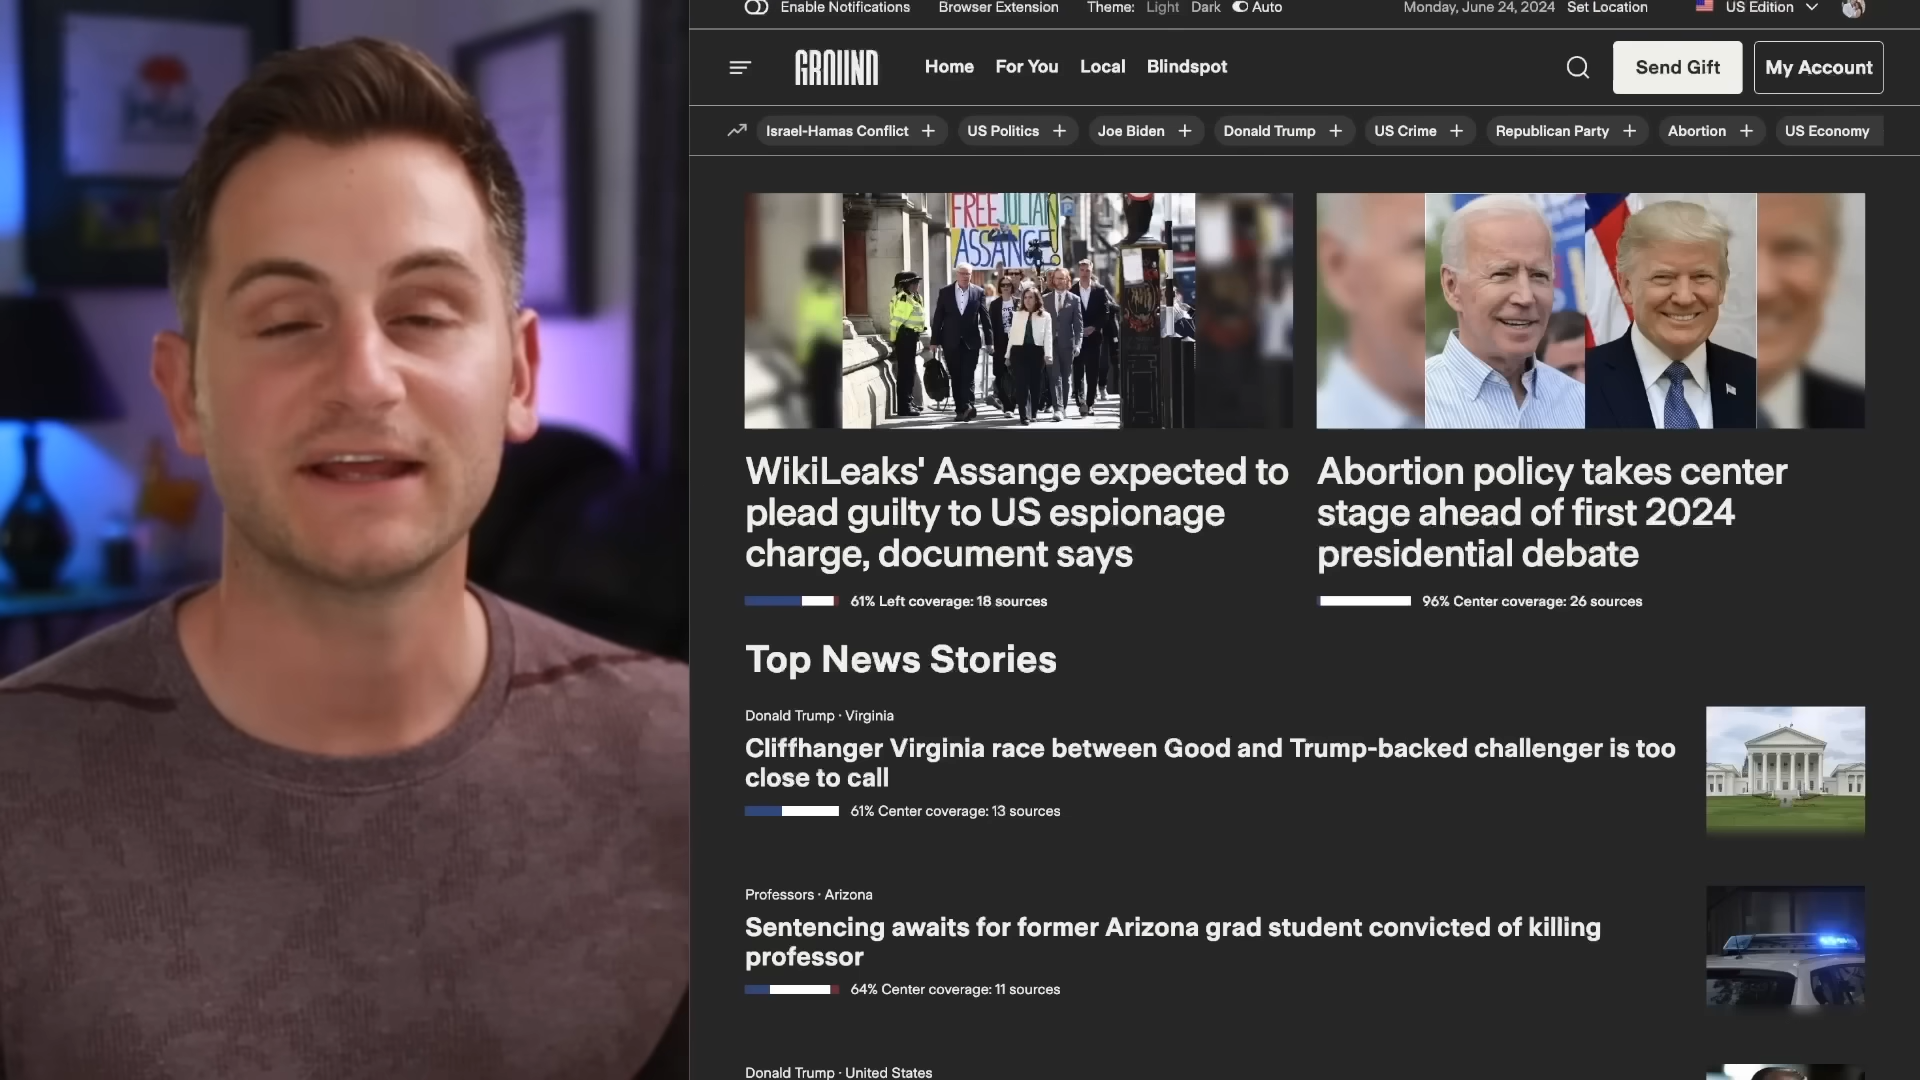 Enable Notifications Browser Extension Theme: Light Dark Auto Monday, June 24, 2024 Set Location US Edition
GROUND Home For You Local Blindspot Send Gift My Account
Israel-Hamas Conflict + US Politics + Joe Biden + Donald Trump + US Crime + Republican Party + Abortion + US Economy
FREE JULIAN
ASSANGE!
WikiLeaks' Assange expected to
plead guilty to US espionage
charge, document says
61% Left coverage: 18 sources
Abortion policy takes center
stage ahead of first 2024
presidential debate
96% Center coverage: 26 sources
Top News Stories
Donald Trump · Virginia
Cliffhanger Virginia race between Good and Trump-backed challenger is too
close to call
61% Center coverage: 13 sources
Professors · Arizona
Sentencing awaits for former Arizona grad student convicted of killing
professor
64% Center coverage: 11 sources
Donald Trump · United States